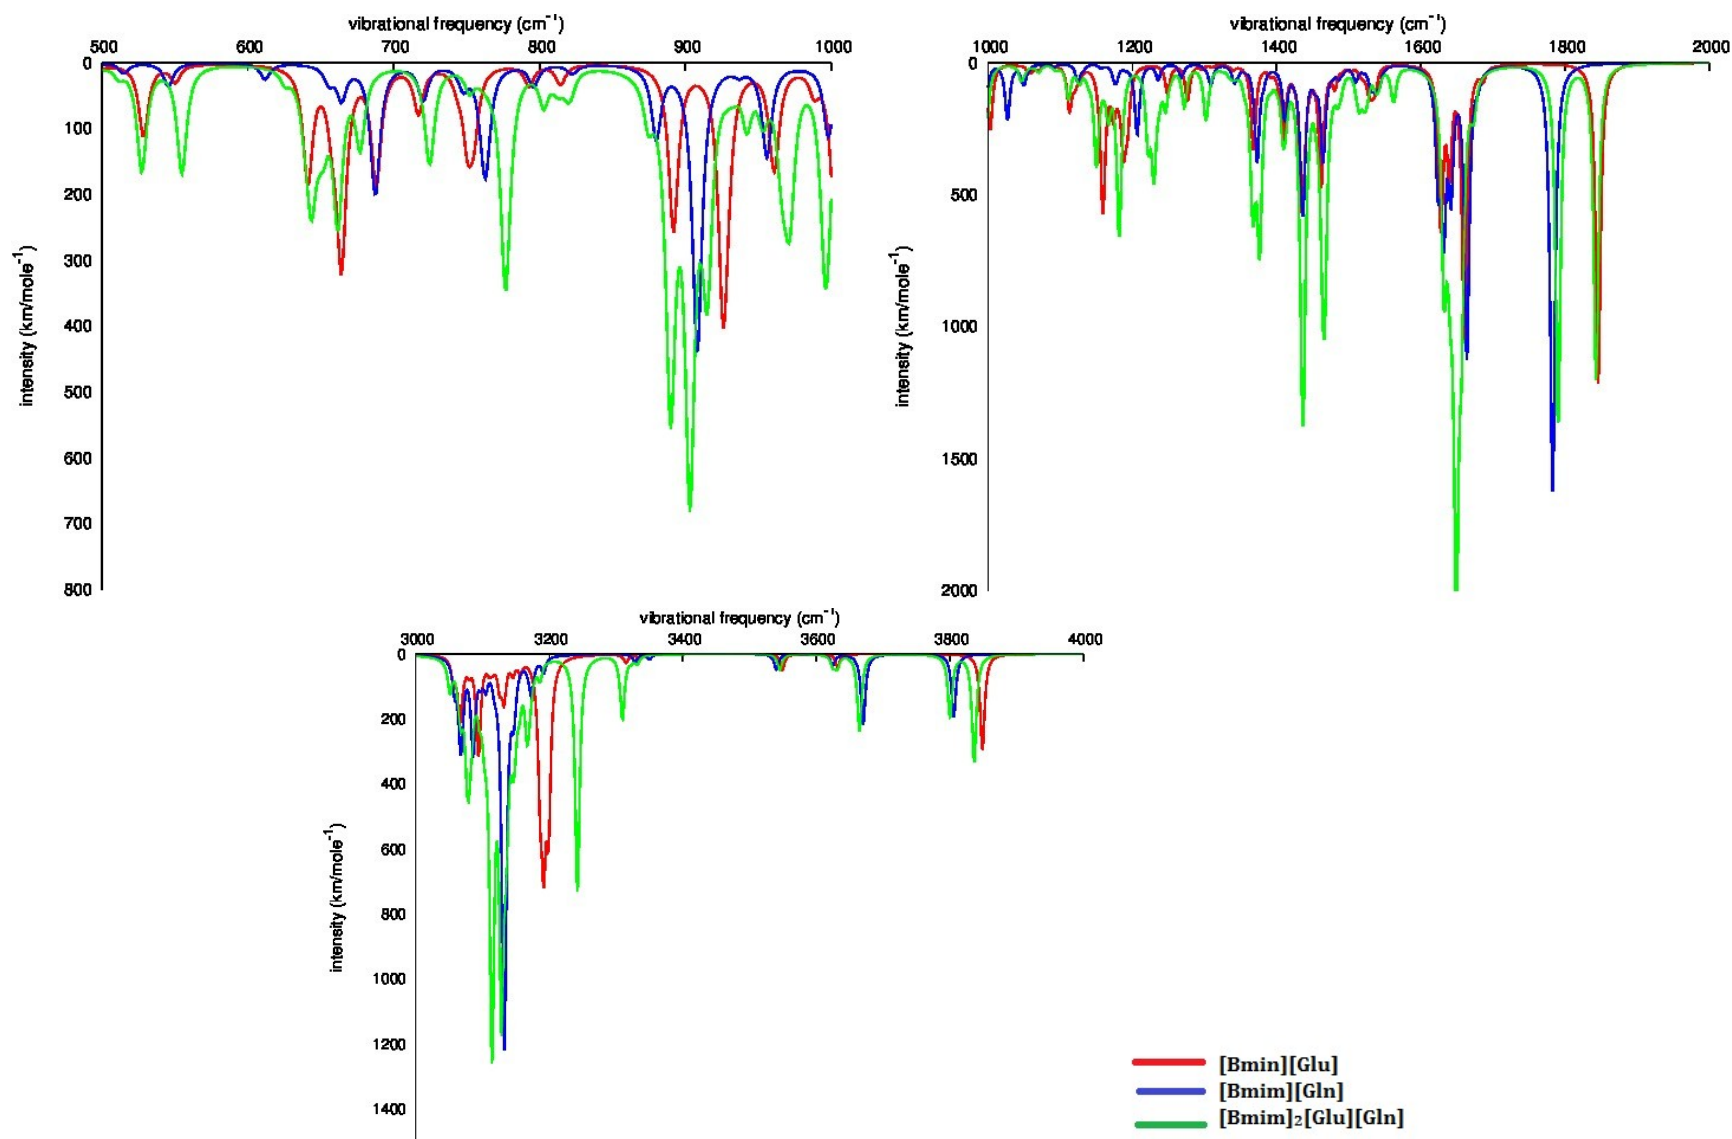 vibrational frequency (cm⁻¹)
500 600 700 800 900 1000
0
100
200
300
400
500
600
700
800
intensity (km/mole⁻¹)
vibrational frequency (cm⁻¹)
1000 1200 1400 1600 1800 2000
0
500
1000
1500
2000
intensity (km/mole⁻¹)
vibrational frequency (cm⁻¹)
3000 3200 3400 3600 3800 4000
0
200
400
600
800
1000
1200
1400
intensity (km/mole⁻¹)
[Bmin][Glu]
[Bmim][Gln]
[Bmim]₂[Glu][Gln]